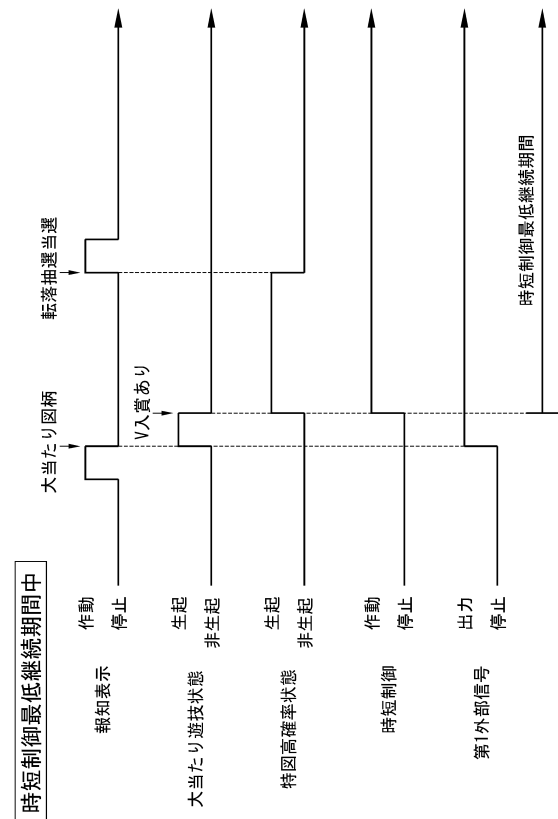 時短制御最低継続期間中
大当たり図柄
転落抽選当選
報知表示
作動
停止
V入賞あり
大当たり遊技状態
生起
非生起
特図高確率状態
生起
非生起
時短制御
作動
停止
第1外部信号
出力
停止
時短制御最低継続期間